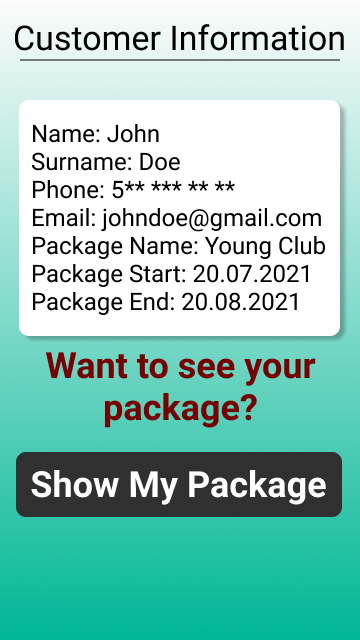 Customer Information
Name: John
Surname: Doe
Phone: 5** *** ** **
Email: johndoe@gmail.com
Package Name: Young Club
Package Start: 20.07.2021
Package End: 20.08.2021
Want to see your
package?
Show My Package